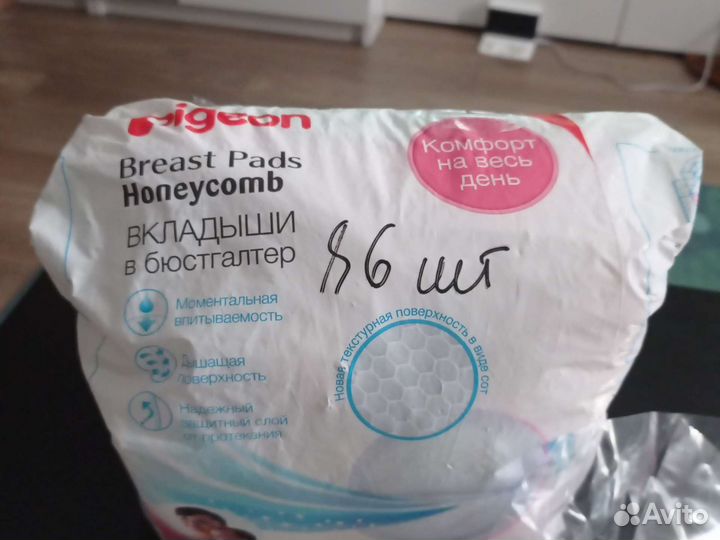 Pigeon
Комфорт
на весь
день
Breast Pads
Honeycomb
ВКЛАДЫШИ
в бюстгалтер
86 шт
Моментальная
впитываемость
Дышащая
поверхность
Надежный
защитный слой
от протекания
Новая текстурная поверхность в виде сот
Avito